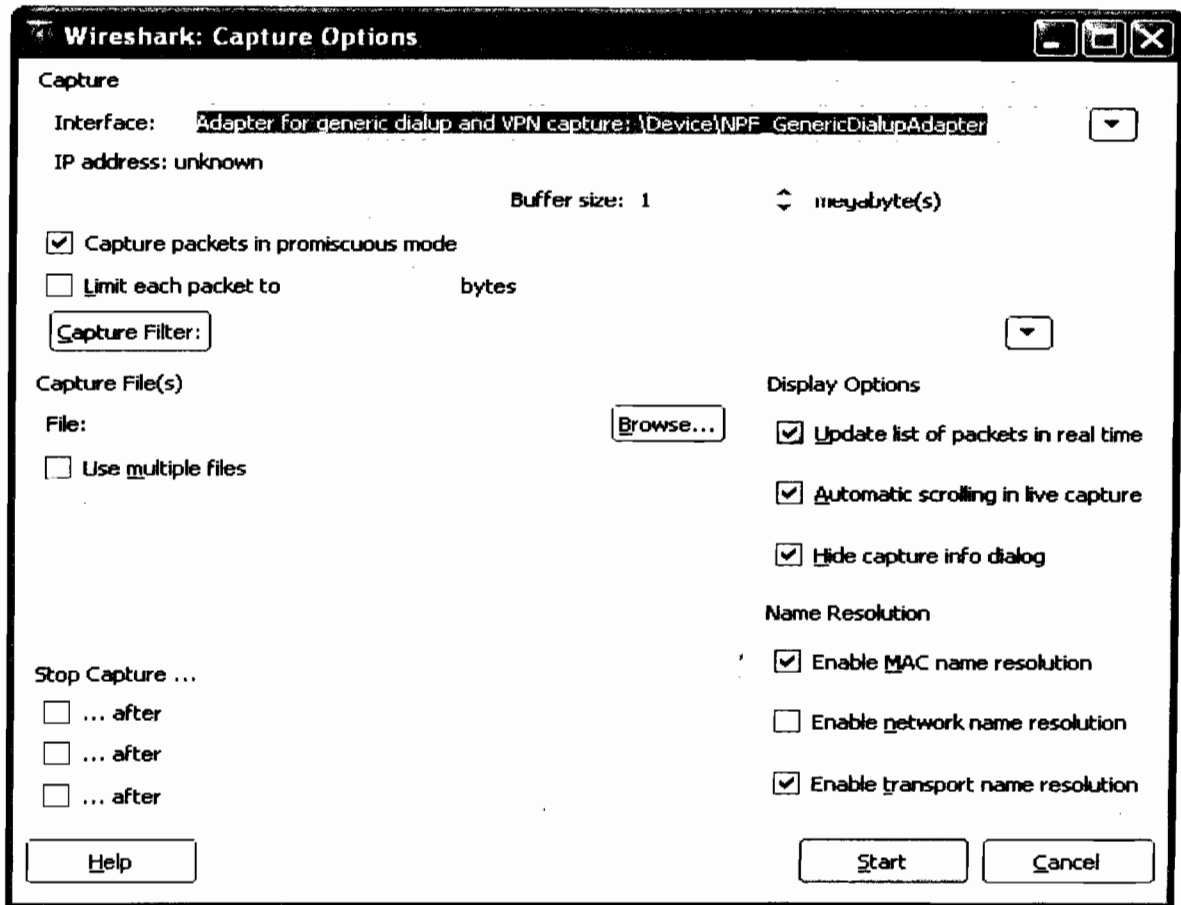 Wireshark: Capture Options
Capture
Interface: Adapter for generic dialup and VPN capture: \Device\NPF_GenericDialupAdapter
IP address: unknown
Buffer size: 1 megabyte(s)
Capture packets in promiscuous mode
Limit each packet to bytes
Capture Filter:
Capture File(s)
File: Browse...
Use multiple files
Display Options
Update list of packets in real time
Automatic scrolling in live capture
Hide capture info dialog
Name Resolution
Enable MAC name resolution
Enable network name resolution
Enable transport name resolution
Stop Capture ...
... after
... after
... after
Help Start Cancel